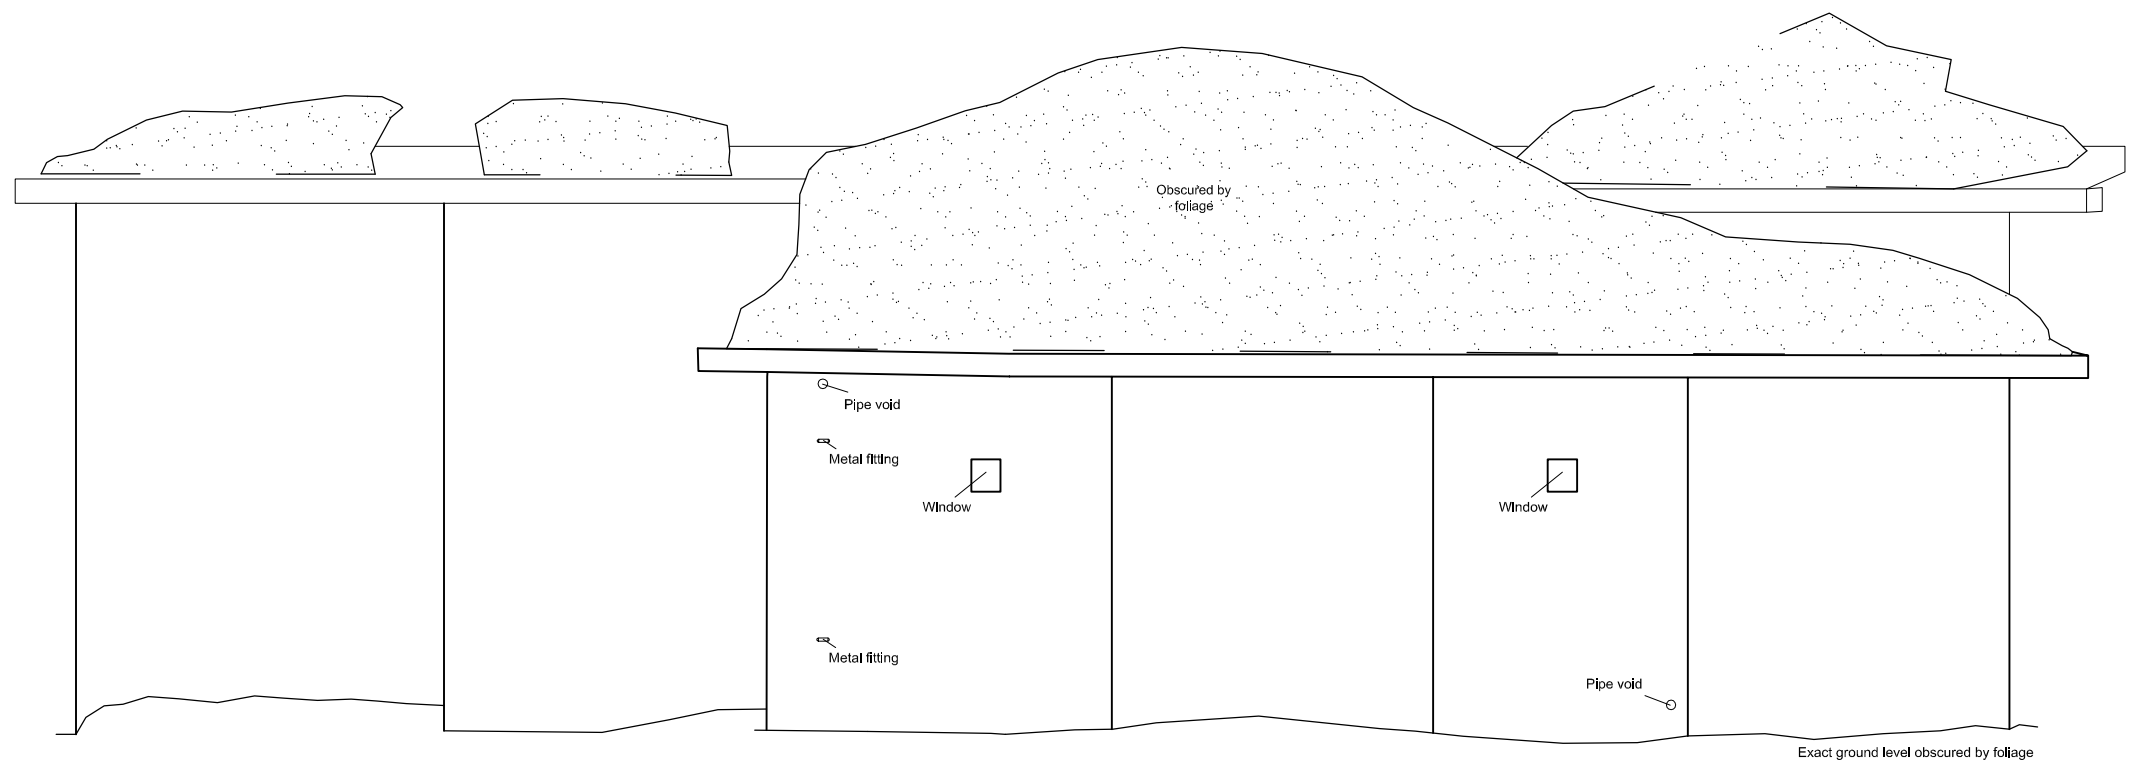 Obscured by
foliage
Pipe void
Metal fitting
Window
Window
Metal fitting
Pipe void
Exact ground level obscured by foliage